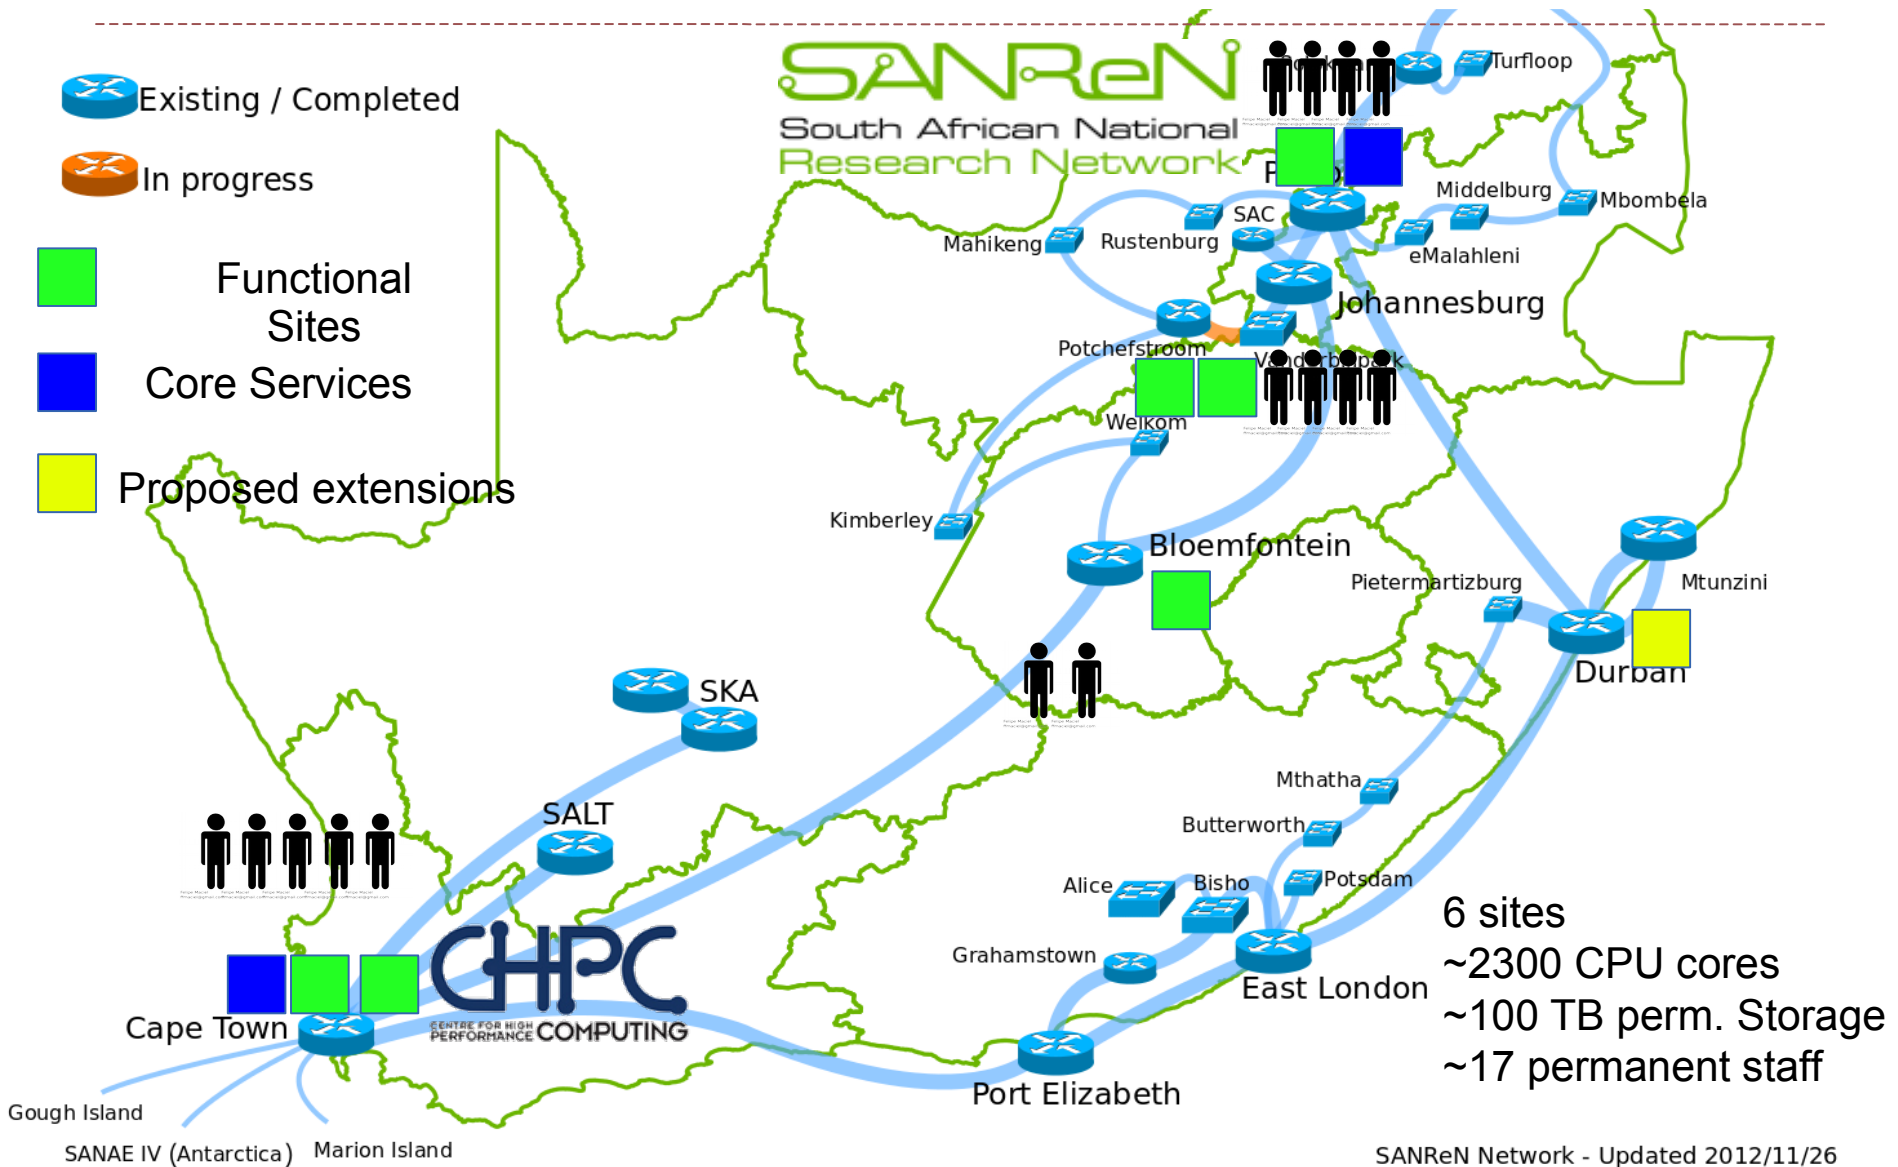 Existing / Completed
In progress
Functional
Sites
Core Services
Proposed extensions
SANReN
South African National
Research Network
Turfloop
Middelburg
Mbombela
SAC
Mahikeng
Rustenburg
eMalahleni
Johannesburg
Potchefstroom
Welkom
Kimberley
Bloemfontein
Pietermartizburg
Mtunzini
Durban
SKA
SALT
Mthatha
Butterworth
Potsdam
Alice
Bisho
Grahamstown
East London
CHPC
CENTRE FOR HIGH
PERFORMANCE COMPUTING
Cape Town
Port Elizabeth
6 sites
~2300 CPU cores
~100 TB perm. Storage
~17 permanent staff
Gough Island
SANAE IV (Antarctica)
Marion Island
SANReN Network - Updated 2012/11/26